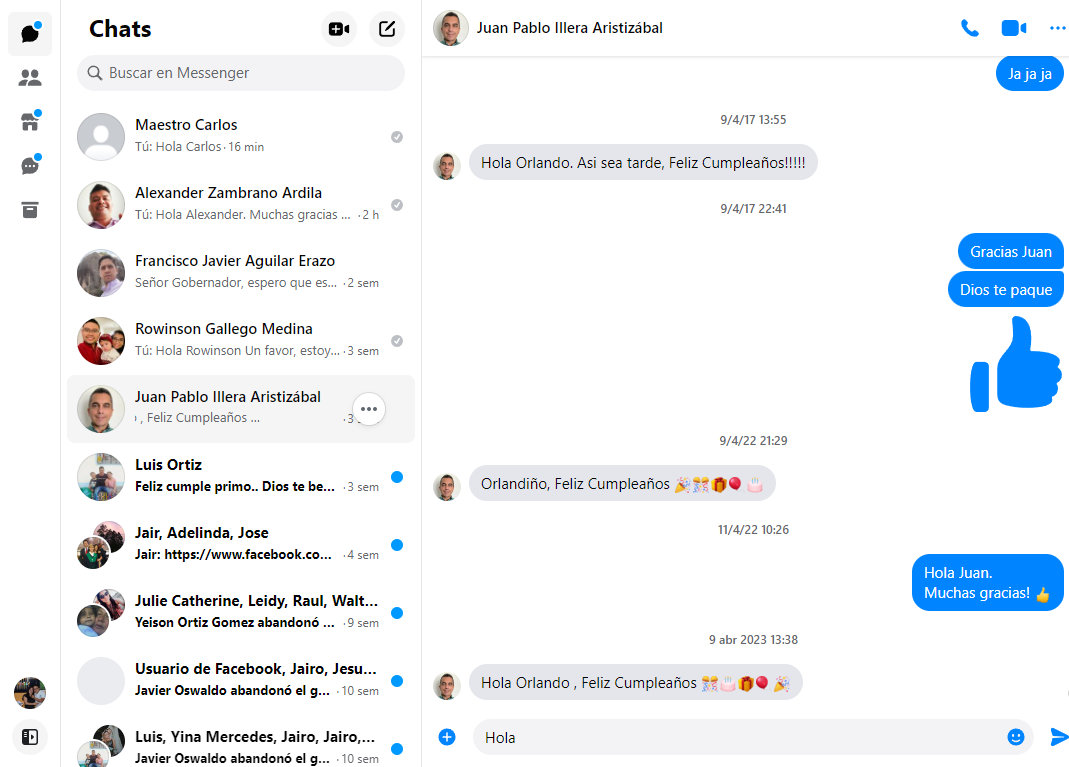 Chats
Buscar en Messenger
Maestro Carlos
Tú: Hola Carlos · 16 min
Alexander Zambrano Ardila
Tú: Hola Alexander. Muchas gracias ... · 2 h
Francisco Javier Aguilar Erazo
Señor Gobernador, espero que es... · 2 sem
Rowinson Gallego Medina
Tú: Hola Rowinson Un favor, estoy... · 3 sem
Juan Pablo Illera Aristizábal
, Feliz Cumpleaños ... · 3
Luis Ortiz
Feliz cumple primo.. Dios te be... · 3 sem
Jair, Adelinda, Jose
Jair: https://www.facebook.co... · 4 sem
Julie Catherine, Leidy, Raul, Walt...
Yeison Ortiz Gomez abandonó ... · 9 sem
Usuario de Facebook, Jairo, Jesu...
Javier Oswaldo abandonó el g... · 10 sem
Luis, Yina Mercedes, Jairo, Jairo,...
Javier Oswaldo abandonó el g... · 10 sem
Juan Pablo Illera Aristizábal
Ja ja ja
9/4/17 13:55
Hola Orlando. Asi sea tarde, Feliz Cumpleaños!!!!!
9/4/17 22:41
Gracias Juan
Dios te paque
9/4/22 21:29
Orlandiño, Feliz Cumpleaños 🎉🎊🎁🎈🎂
11/4/22 10:26
Hola Juan.
Muchas gracias! 👍
9 abr 2023 13:38
Hola Orlando , Feliz Cumpleaños 🎊🎂🎁🎈🎉
Hola